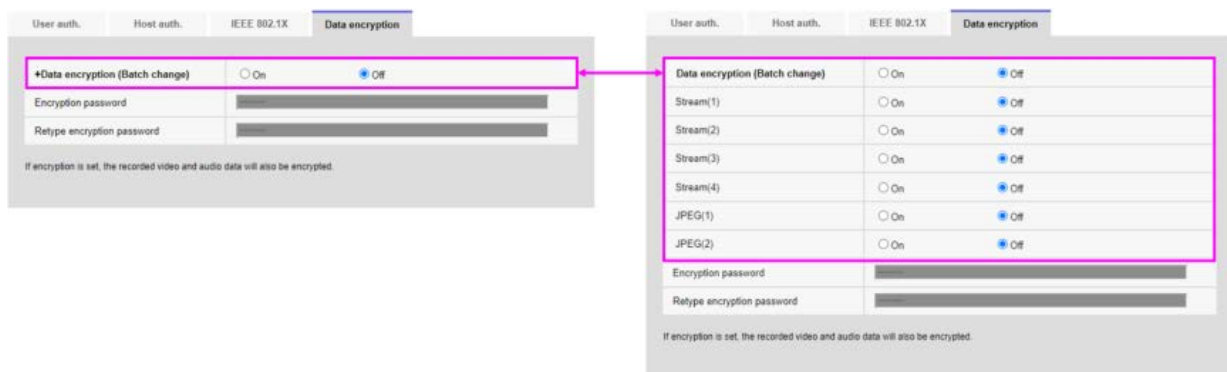 User auth. Host auth. IEEE 802.1X Data encryption
+Data encryption (Batch change) On Off
Encryption password
Retype encryption password
If encryption is set, the recorded video and audio data will also be encrypted.
User auth. Host auth. IEEE 802.1X Data encryption
Data encryption (Batch change) On Off
Stream(1) On Off
Stream(2) On Off
Stream(3) On Off
Stream(4) On Off
JPEG(1) On Off
JPEG(2) On Off
Encryption password
Retype encryption password
If encryption is set, the recorded video and audio data will also be encrypted.